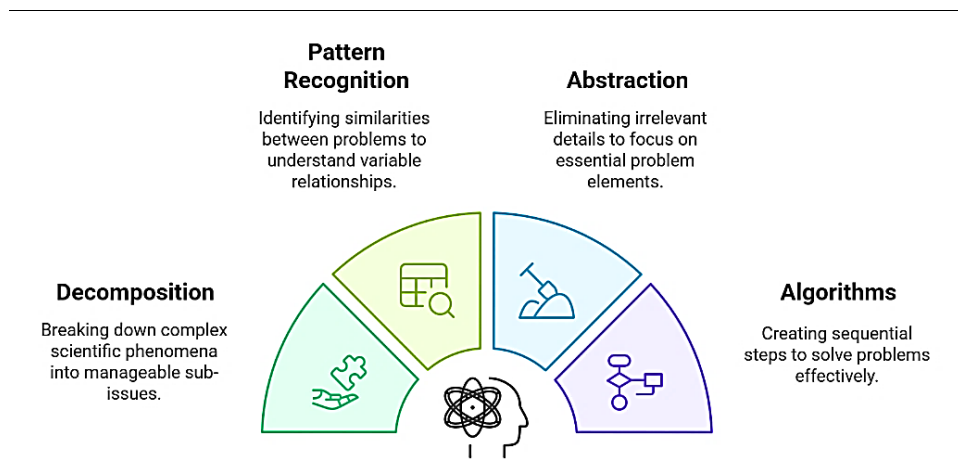 Pattern
Recognition
Identifying similarities
between problems to
understand variable
relationships.
Abstraction
Eliminating irrelevant
details to focus on
essential problem
elements.
Decomposition
Breaking down complex
scientific phenomena
into manageable sub-
issues.
Algorithms
Creating sequential
steps to solve problems
effectively.